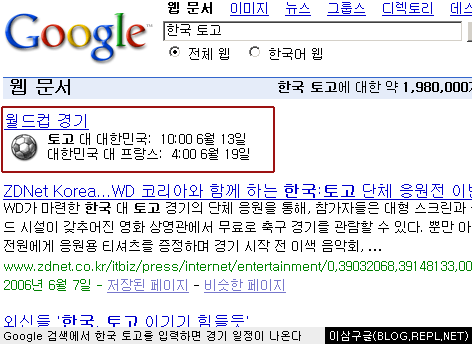 Google™
웹 문서 이미지 뉴스 그룹스 디렉토리
한국 토고
전체 웹 한국어 웹
웹 문서 한국 토고에 대한 약 1,980,000
월드컵 경기
토고 대 대한민국: 10:00 6월 13일
대한민국 대 프랑스: 4:00 6월 19일
ZDNet Korea...WD 코리아와 함께 하는 한국:토고 단체 응원전 이벤
WD가 마련한 한국 대 토고 경기의 단체 응원을 통해, 참가자들은 대형 스크린과
드 시설이 갖추어진 영화 상영관에서 무료로 축구 경기를 관람할 수 있다. 뿐만 아
전원에게 응원용 티셔츠를 증정하며 경기 시작 전 이색 음악회, ...
www.zdnet.co.kr/itbiz/press/internet/entertainment/0,39032068,39148133,00
2006년 6월 7일 - 저장된 페이지 - 비슷한 페이지
외신들 '한국, 토고 이기기 힘들듯'
Google 검색에서 한국 토고을 입력하면 경기 일정이 나온다 이삼구글(BLOG,REPL,NET)